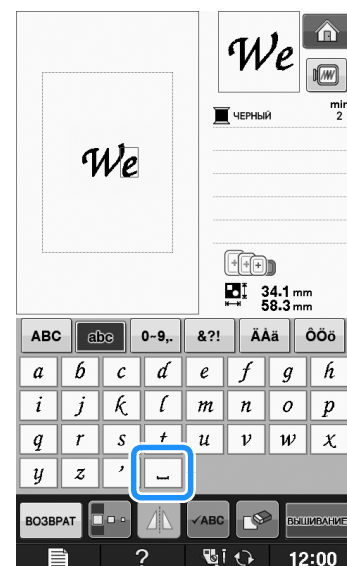 We
We
ЧЕРНЫЙ
min
2
34.1 mm
58.3 mm
ABC abc 0~9,. &?! ÄÀä ÔÖö
a b c d e f g h
i j k l m n o p
q r s t u v w x
y z ’ ⎵
ВОЗВРАТ ✓ABC ВЫШИВАНИЕ
? 12:00